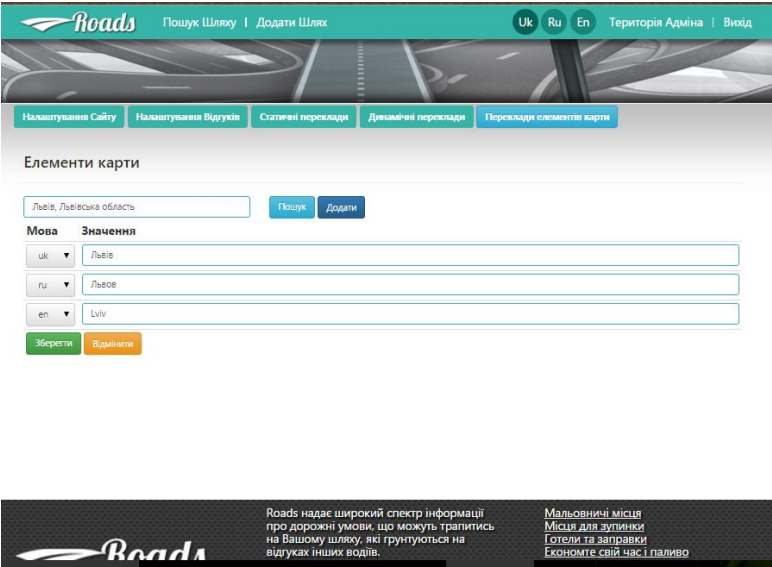 Roads Пошук Шляху | Додати Шлях Uk Ru En Територія Адміна | Вихід
Налаштування Сайту Налаштування Відгуків Статичні переклади Динамічні переклади Переклади елементів карти
Елементи карти
Львів, Львівська область Пошук Додати
Мова Значення
uk Львів
ru Львов
en Lviv
Зберегти Відмінити
Roads надає широкий спектр інформації
про дорожні умови, що можуть трапитись
на Вашому шляху, які грунтуються на
відгуках інших водіїв.
Мальовничі місця
Місця для зупинки
Готелі та заправки
Економте свій час і паливо
Roads